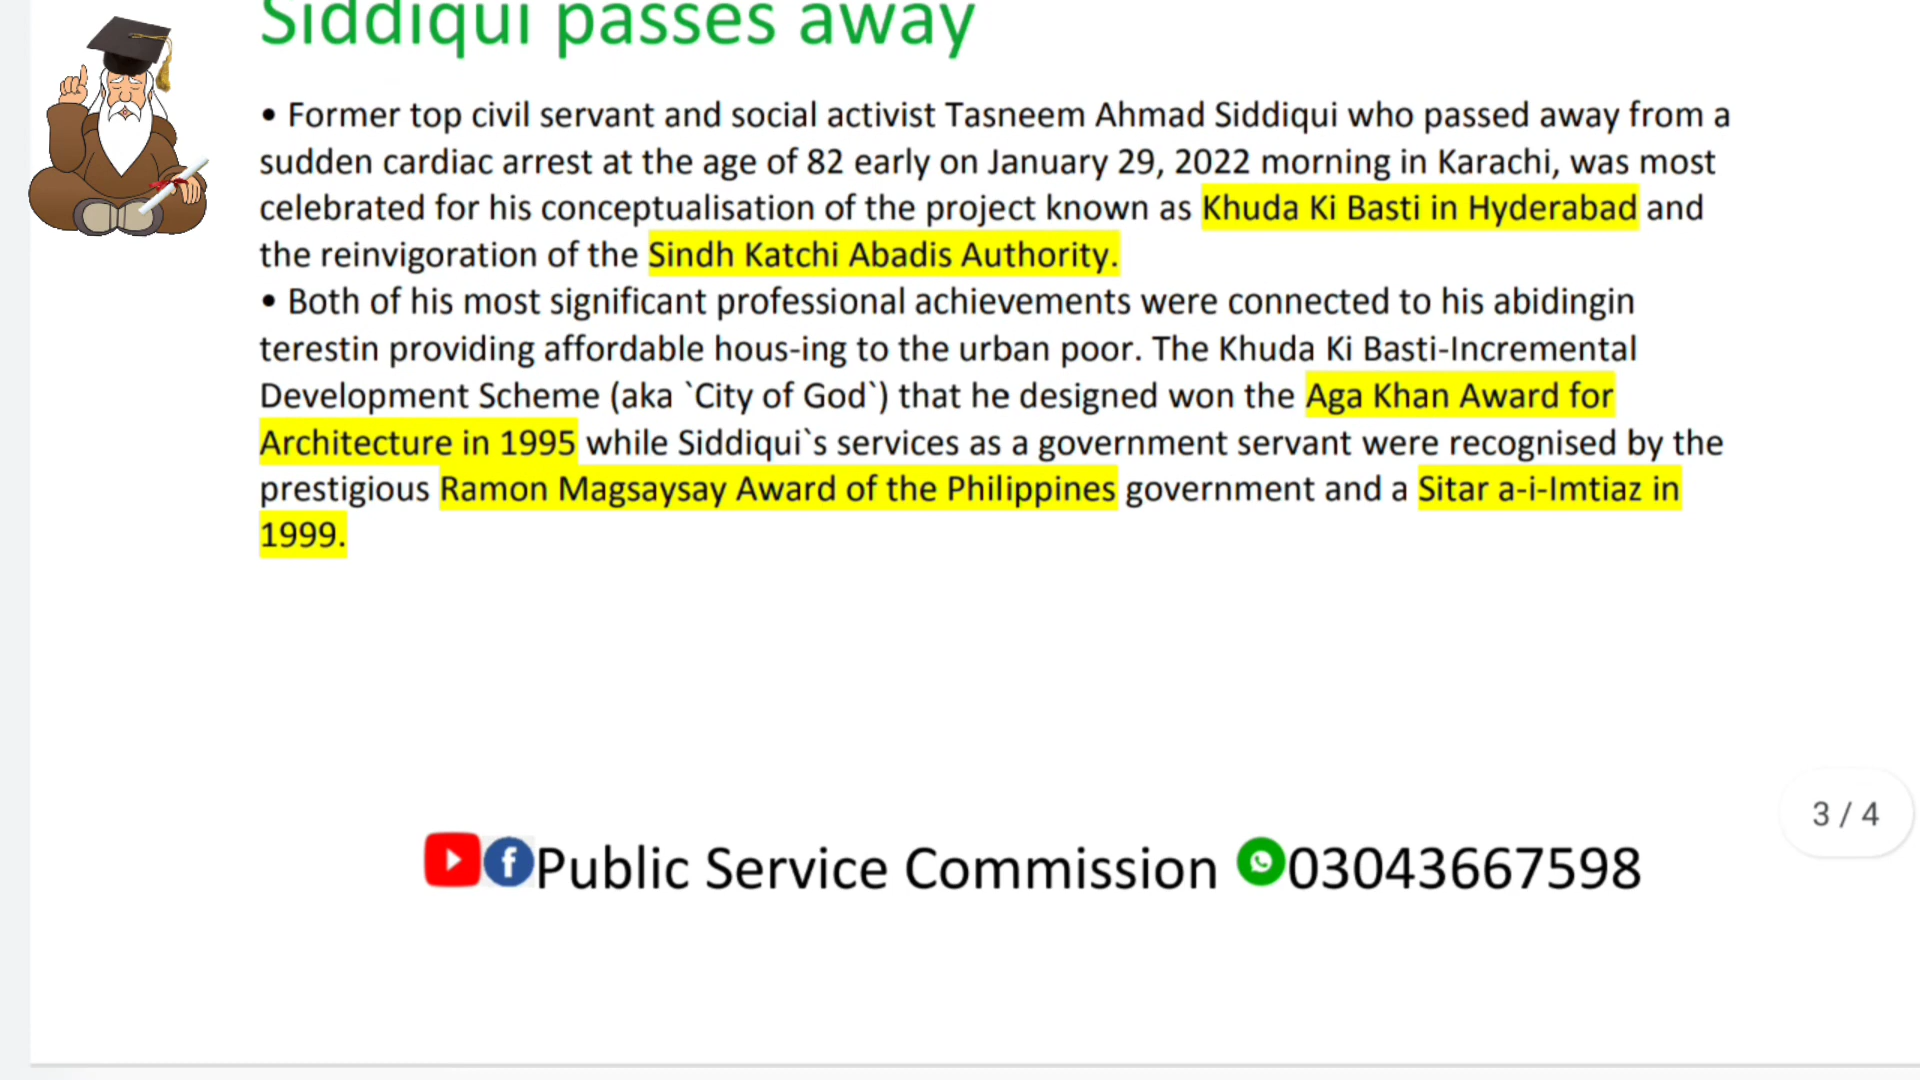 Siddiqui passes away
• Former top civil servant and social activist Tasneem Ahmad Siddiqui who passed away from a
sudden cardiac arrest at the age of 82 early on January 29, 2022 morning in Karachi, was most
celebrated for his conceptualisation of the project known as Khuda Ki Basti in Hyderabad and
the reinvigoration of the Sindh Katchi Abadis Authority.
• Both of his most significant professional achievements were connected to his abidingin
terestin providing affordable hous-ing to the urban poor. The Khuda Ki Basti-Incremental
Development Scheme (aka `City of God`) that he designed won the Aga Khan Award for
Architecture in 1995 while Siddiqui`s services as a government servant were recognised by the
prestigious Ramon Magsaysay Award of the Philippines government and a Sitar a-i-Imtiaz in
1999.
3 / 4
Public Service Commission 03043667598